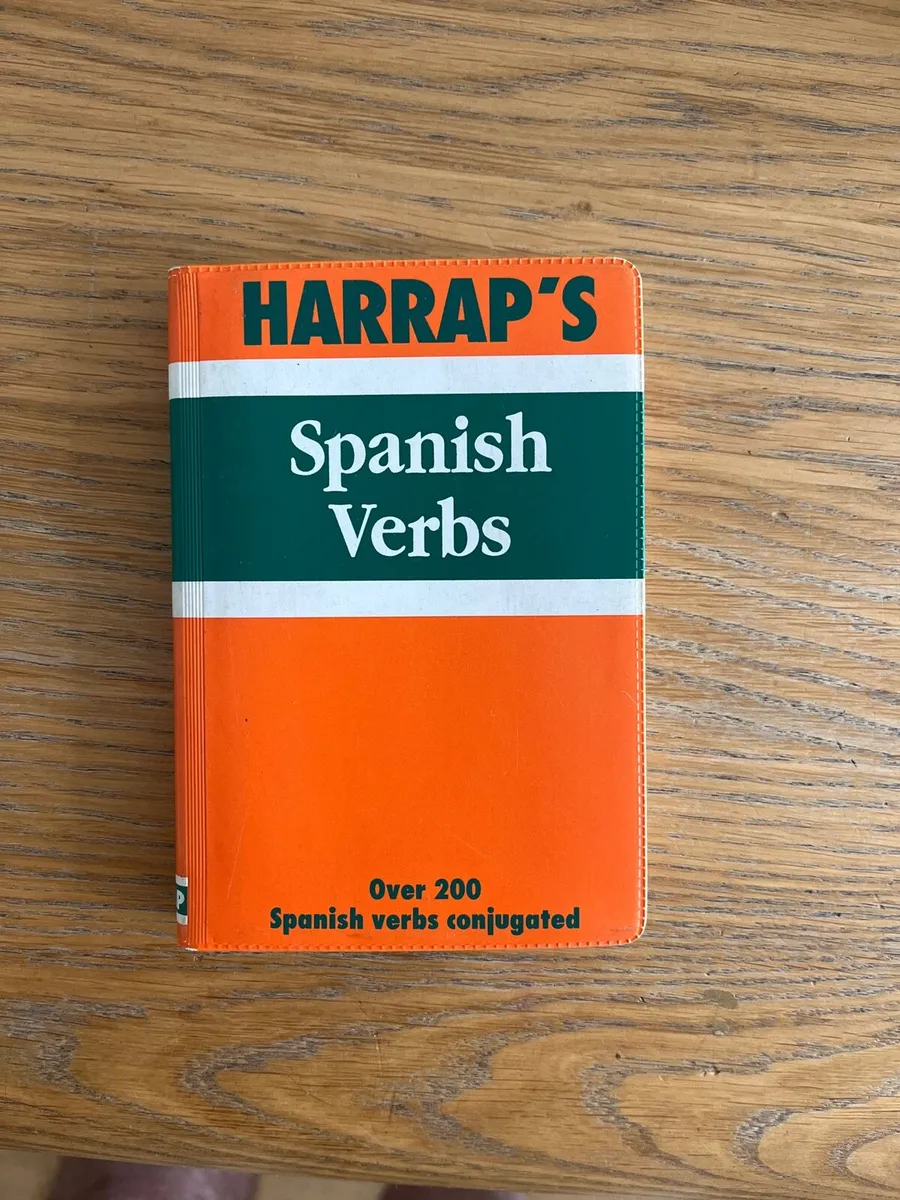 HARRAP'S
Spanish
Verbs
Over 200
Spanish verbs conjugated
P